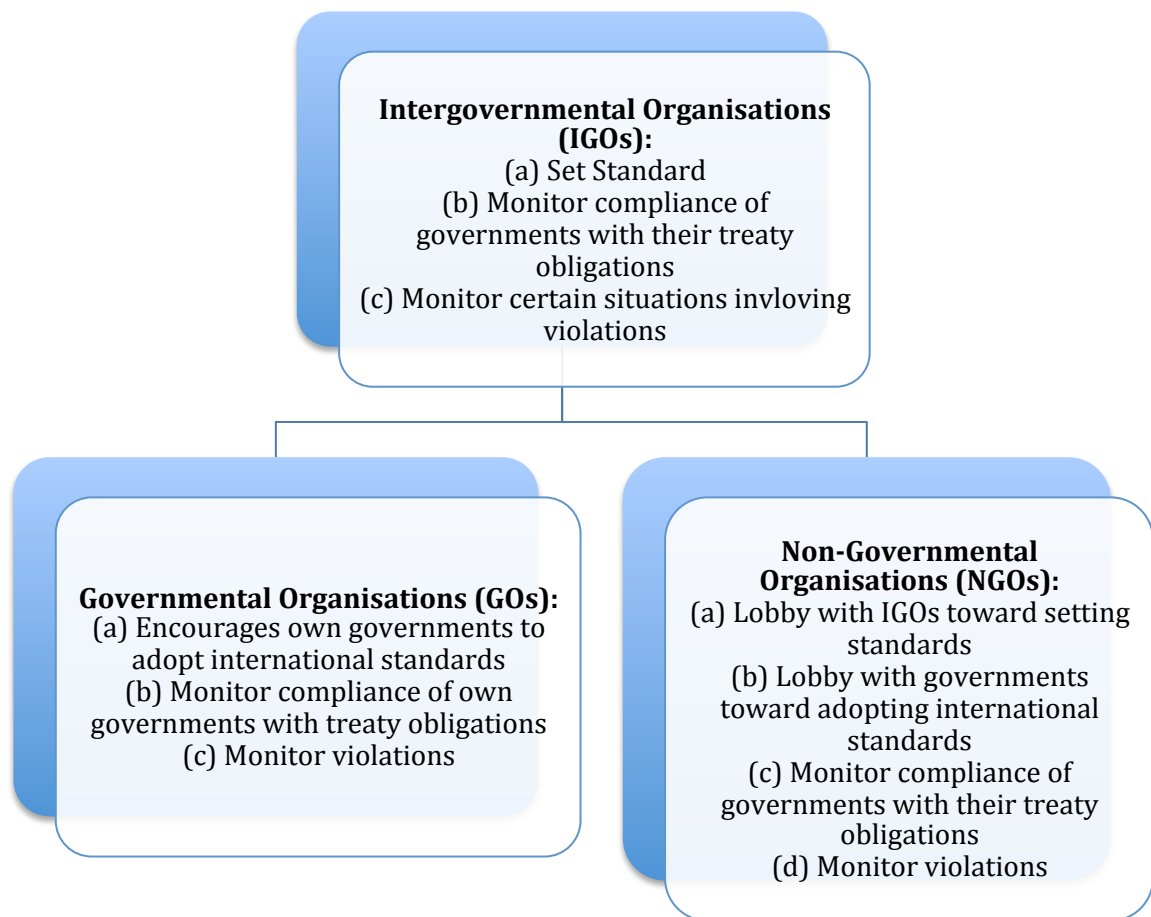 Intergovernmental Organisations
(IGOs):
(a) Set Standard
(b) Monitor compliance of
governments with their treaty
obligations
(c) Monitor certain situations invloving
violations
Governmental Organisations (GOs):
(a) Encourages own governments to
adopt international standards
(b) Monitor compliance of own
governments with treaty obligations
(c) Monitor violations
Non-Governmental
Organisations (NGOs):
(a) Lobby with IGOs toward setting
standards
(b) Lobby with governments
toward adopting international
standards
(c) Monitor compliance of
governments with their treaty
obligations
(d) Monitor violations